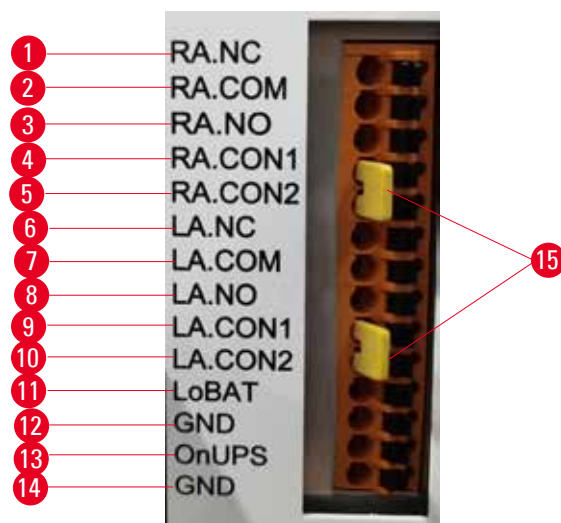 1 RA.NC
2 RA.COM
3 RA.NO
4 RA.CON1
5 RA.CON2
6 LA.NC
7 LA.COM
8 LA.NO
9 LA.CON1
10 LA.CON2
11 LoBAT
12 GND
13 OnUPS
14 GND
15